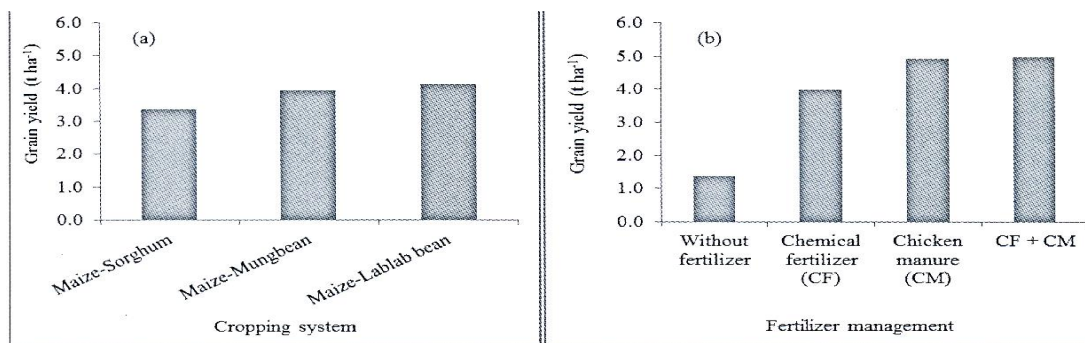 (a)
Grain yield (t ha-1)
6.0
5.0
4.0
3.0
2.0
1.0
0.0
Maize-Sorghum
Maize-Mungbean
Maize-Lablab bean
Cropping system
(b)
Grain yield (t ha-1)
6.0
5.0
4.0
3.0
2.0
1.0
0.0
Without
fertilizer
Chemical
fertilizer
(CF)
Chicken
manure
(CM)
CF + CM
Fertilizer management